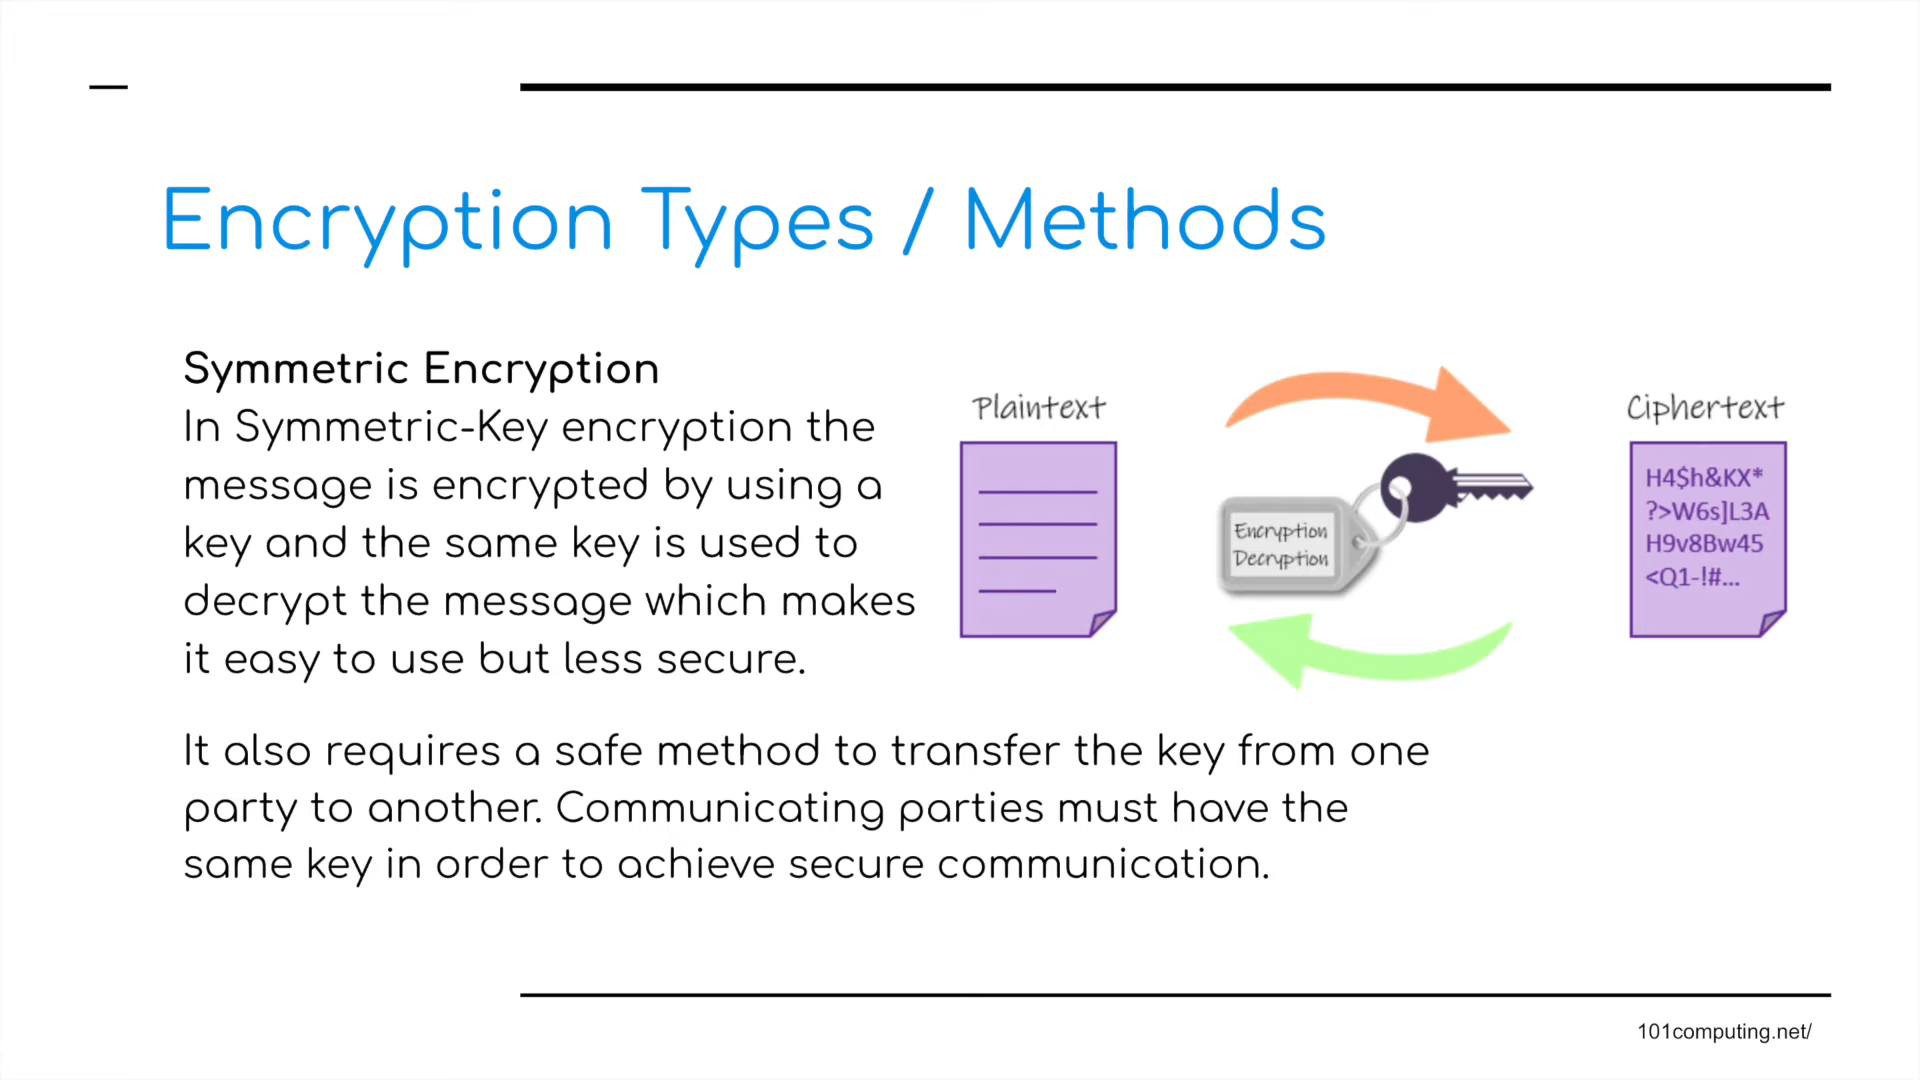 Encryption Types / Methods
Symmetric Encryption
In Symmetric-Key encryption the
message is encrypted by using a
key and the same key is used to
decrypt the message which makes
it easy to use but less secure.
Plaintext
Encryption
Decryption
Ciphertext
H4$h&KX*
?>W6s]L3A
H9v8Bw45
<Q1-!#...
It also requires a safe method to transfer the key from one
party to another. Communicating parties must have the
same key in order to achieve secure communication.
101computing.net/